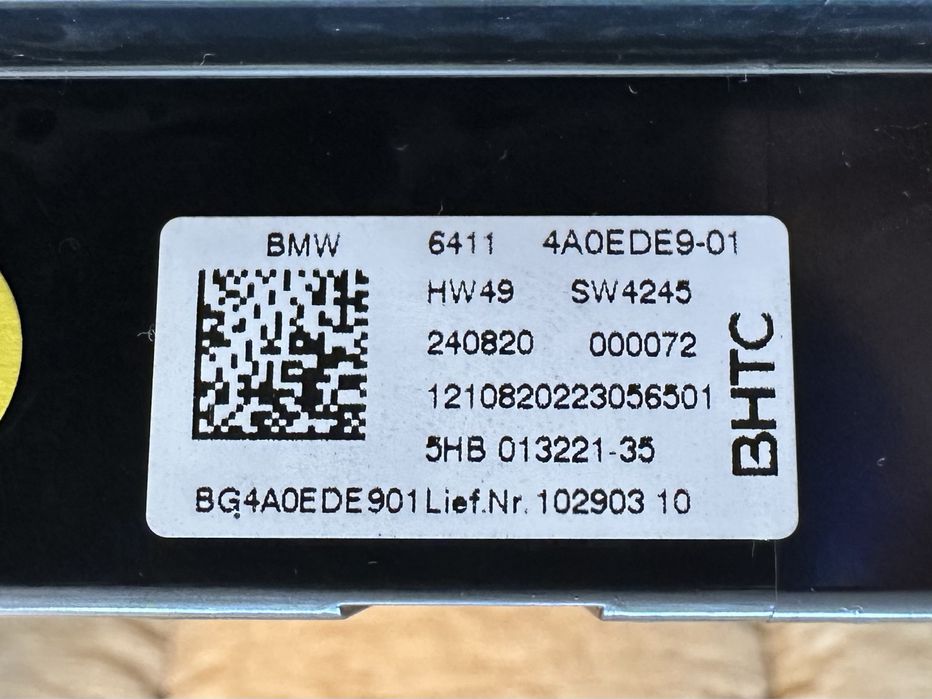 BMW 6411 4A0EDE9-01
HW49 SW4245
240820 000072
1210820223056501
5HB 013221-35
BG4A0EDE901 Lief.Nr. 102903 10
BHTC